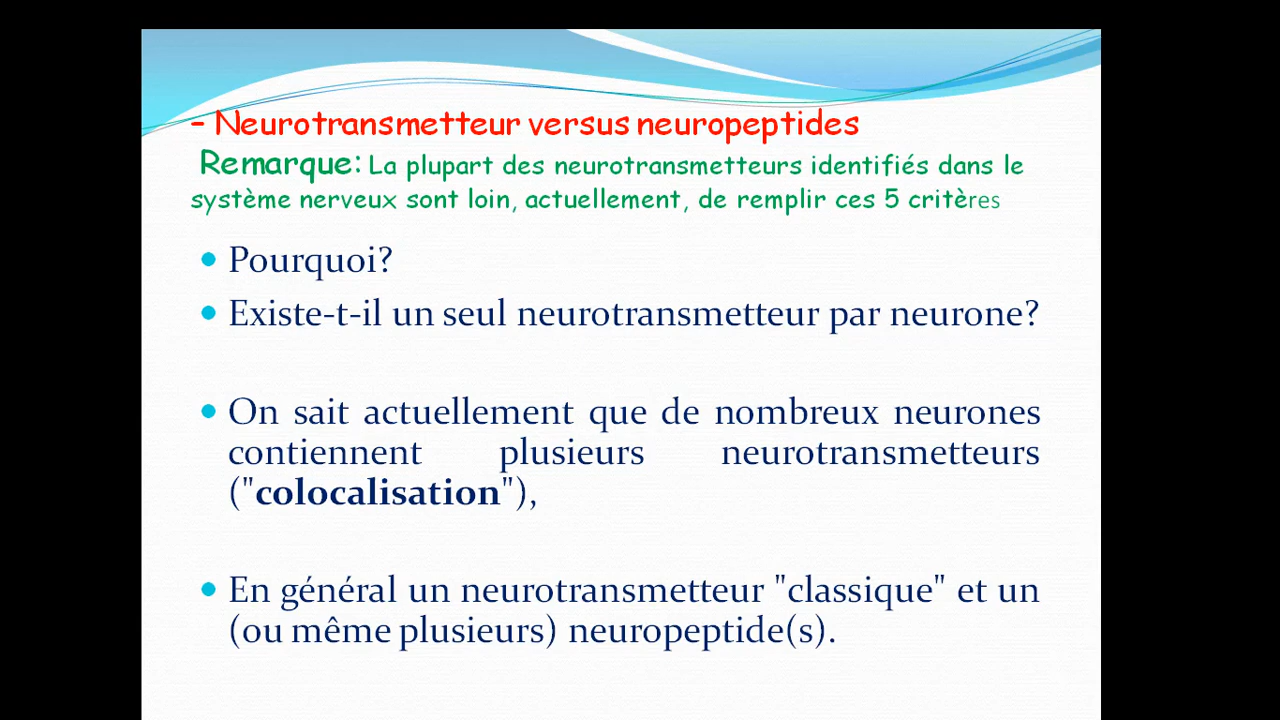 - Neurotransmetteur versus neuropeptides
Remarque: La plupart des neurotransmetteurs identifiés dans le
système nerveux sont loin, actuellement, de remplir ces 5 critères
• Pourquoi?
• Existe-t-il un seul neurotransmetteur par neurone?
• On sait actuellement que de nombreux neurones
contiennent plusieurs neurotransmetteurs
("colocalisation"),
• En général un neurotransmetteur "classique" et un
(ou même plusieurs) neuropeptide(s).